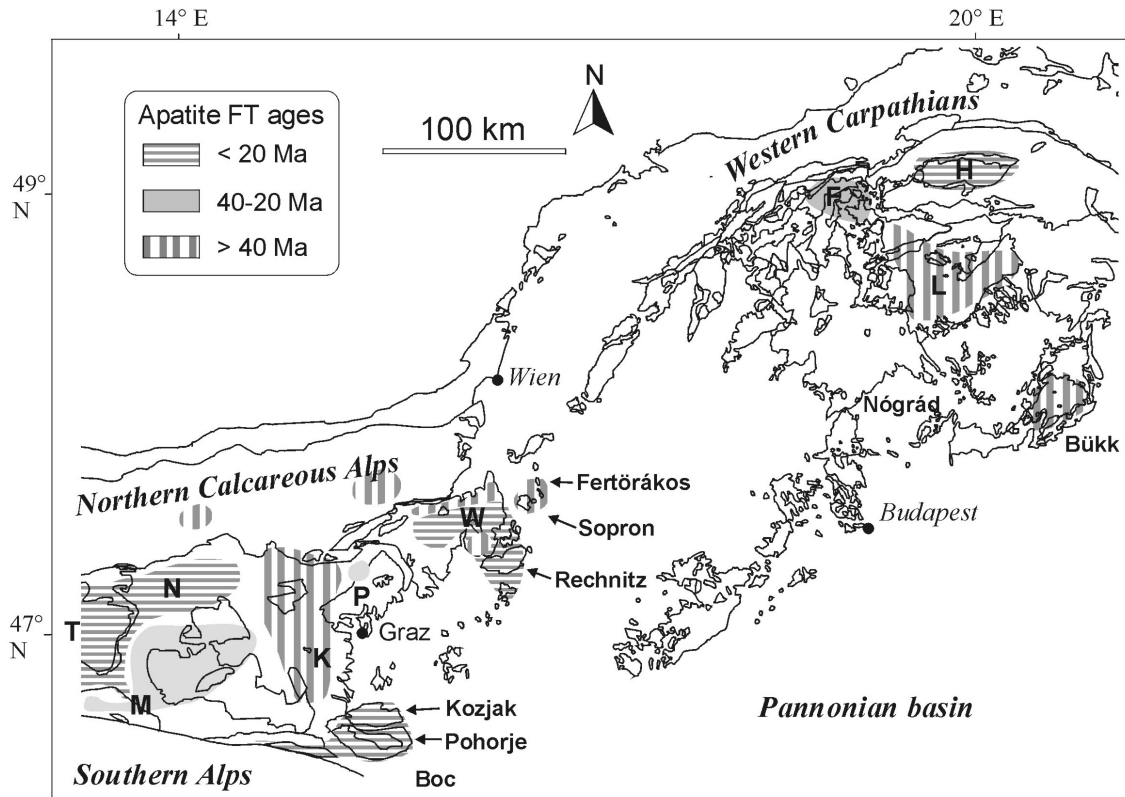 14° E
20° E
N
Apatite FT ages
< 20 Ma
40-20 Ma
> 40 Ma
100 km
Western Carpathians
H
49°
N
F
L
Wien
Nógrád
Bükk
Northern Calcareous Alps
Fertörákos
W
Sopron
Budapest
Rechnitz
N
P
T
47°
N
Graz
K
M
Kozjak
Pannonian basin
Pohorje
Southern Alps
Boc